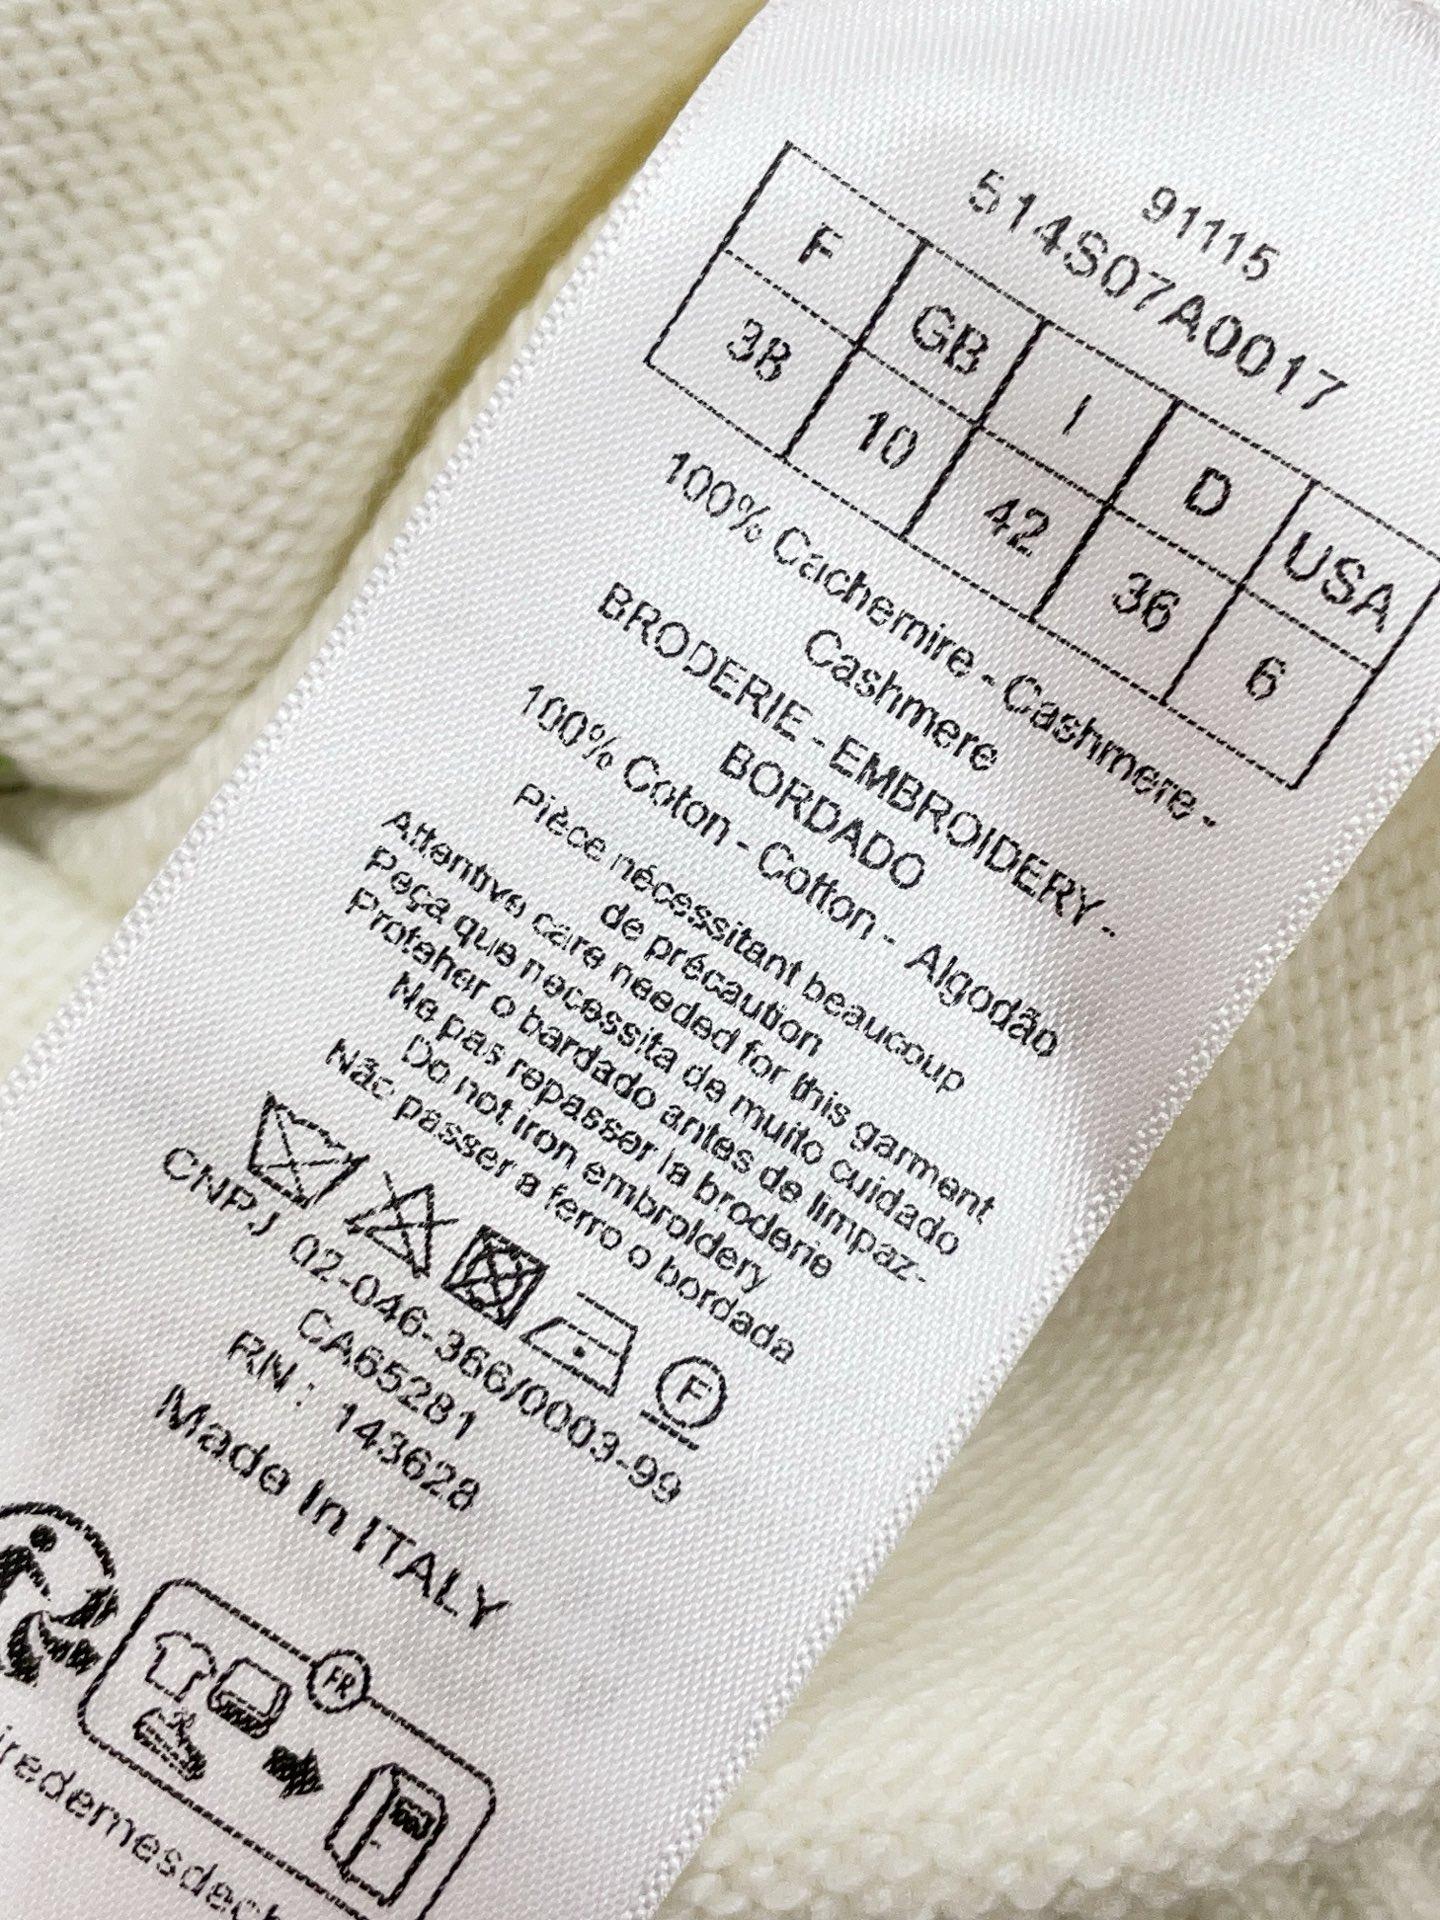 91115
514S07A0017
F GB I D USA
38 10 42 36 6
100% Cachemire - Cashmere -
Cashmere
BRODERIE - EMBROIDERY -
BORDADO
100% Coton - Cotton - Algodão
Pièce nécessitant beaucoup
de précaution
Attentive care needed for this garment
Peça que necessita de muito cuidado
Proteher o bardado antes de limpaz-
Ne pas repasser la broderie
Do not iron embroldery
Não passer a ferro o bordada
F
CNPJ 02-046-366/0003-99
CA65281
RN : 143628
Made In ITALY
FR
iredemesdech